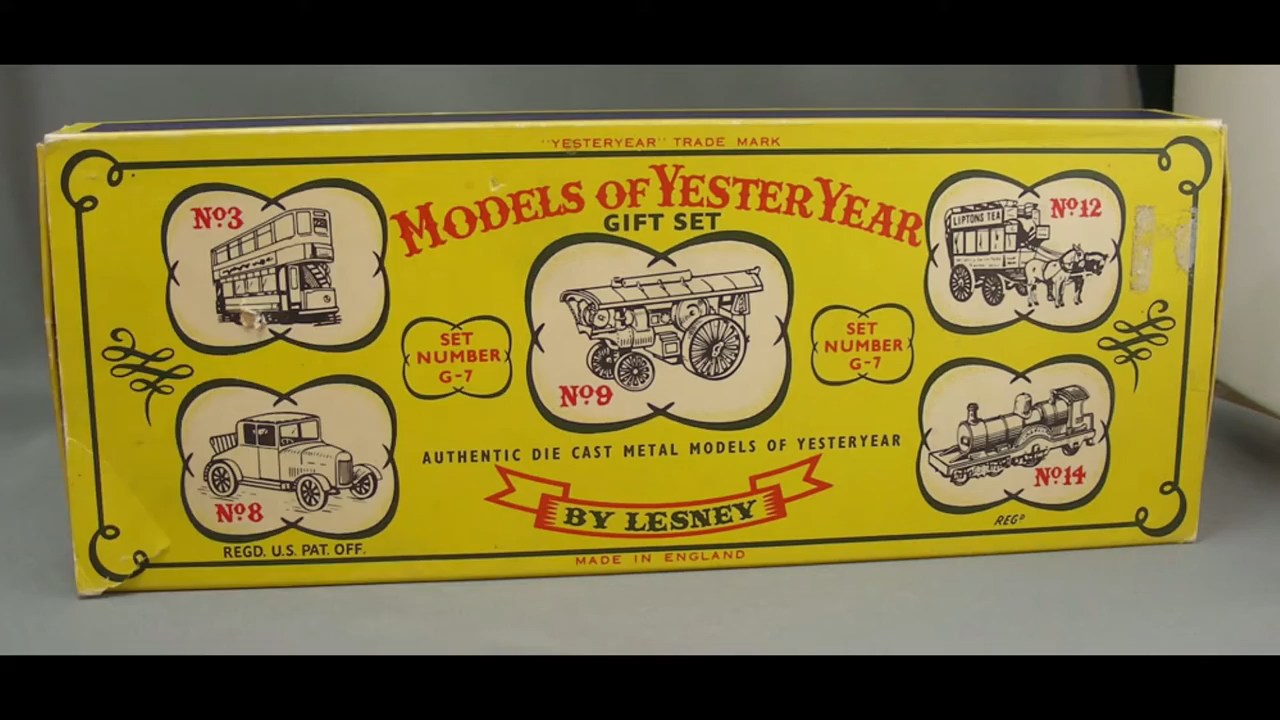 "YESTERYEAR" TRADE MARK
MODELS OF YESTERYEAR
GIFT SET
Nº3
LIPTONS TEA
Nº12
SET
NUMBER
G-7
Nº9
SET
NUMBER
G-7
Nº8
Nº14
AUTHENTIC DIE CAST METAL MODELS OF YESTERYEAR
BY LESNEY
REGD. U.S. PAT. OFF.
REGD
MADE IN ENGLAND